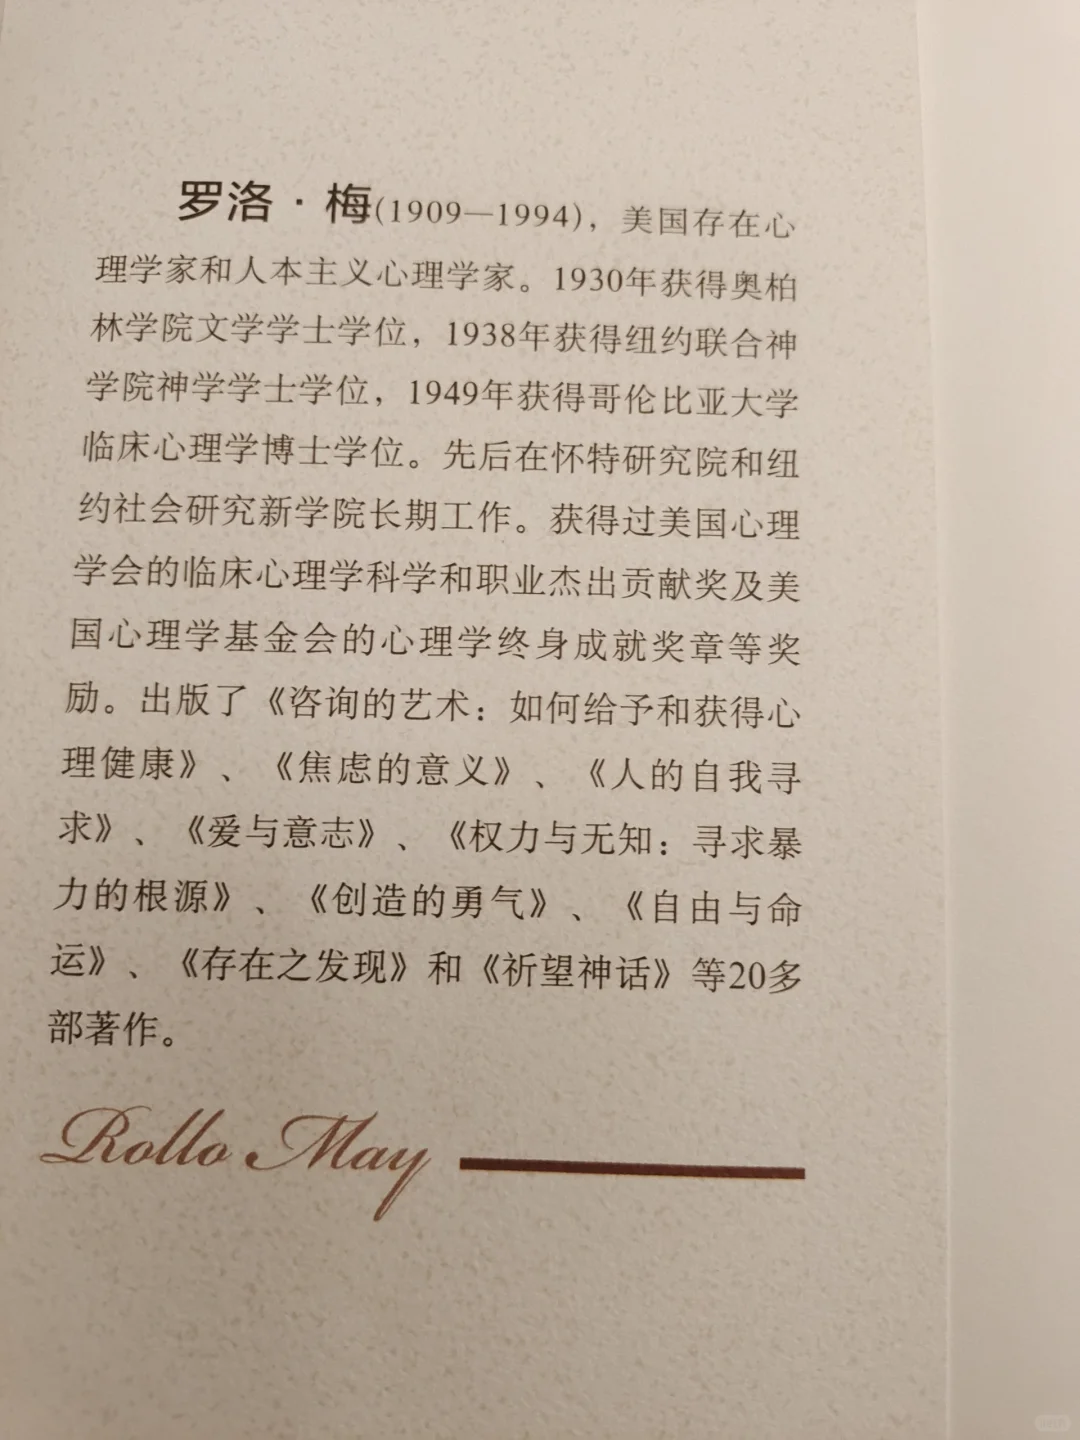 罗洛·梅(1909—1994)，美国存在心
理学家和人本主义心理学家。1930年获得奥柏
林学院文学学士学位，1938年获得纽约联合神
学院神学学士学位，1949年获得哥伦比亚大学
临床心理学博士学位。先后在怀特研究院和纽
约社会研究新学院长期工作。获得过美国心理
学会的临床心理学科学和职业杰出贡献奖及美
国心理学基金会的心理学终身成就奖章等奖
励。出版了《咨询的艺术：如何给予和获得心
理健康》、《焦虑的意义》、《人的自我寻
求》、《爱与意志》、《权力与无知：寻求暴
力的根源》、《创造的勇气》、《自由与命
运》、《存在之发现》和《祈望神话》等20多
部著作。
Rollo May